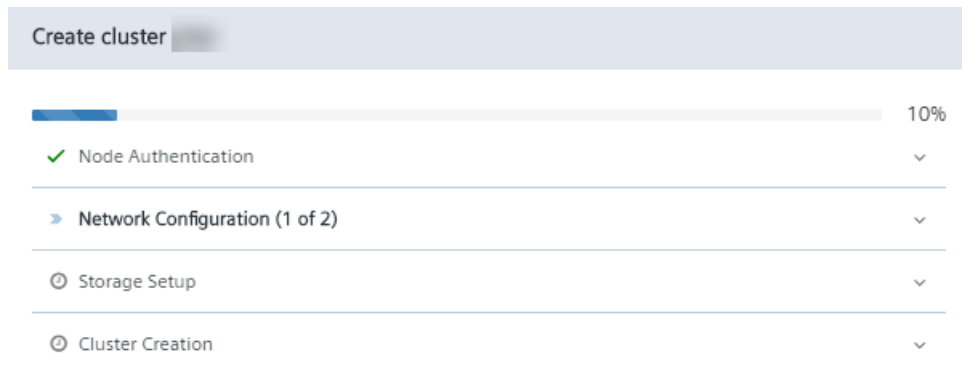 Create cluster
10%
Node Authentication
Network Configuration (1 of 2)
Storage Setup
Cluster Creation